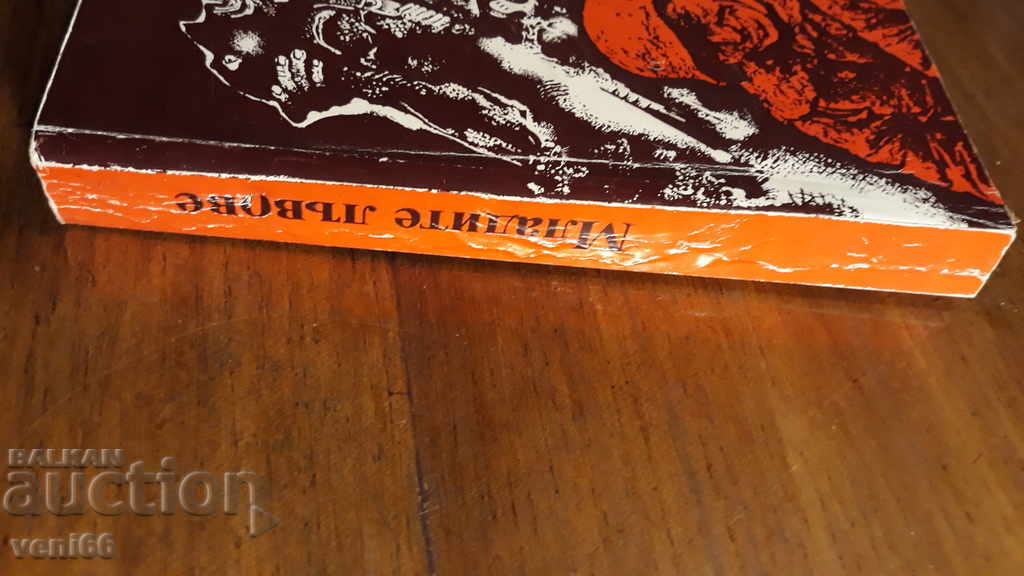 Младите лъвове
BALKAN
auction
veni66